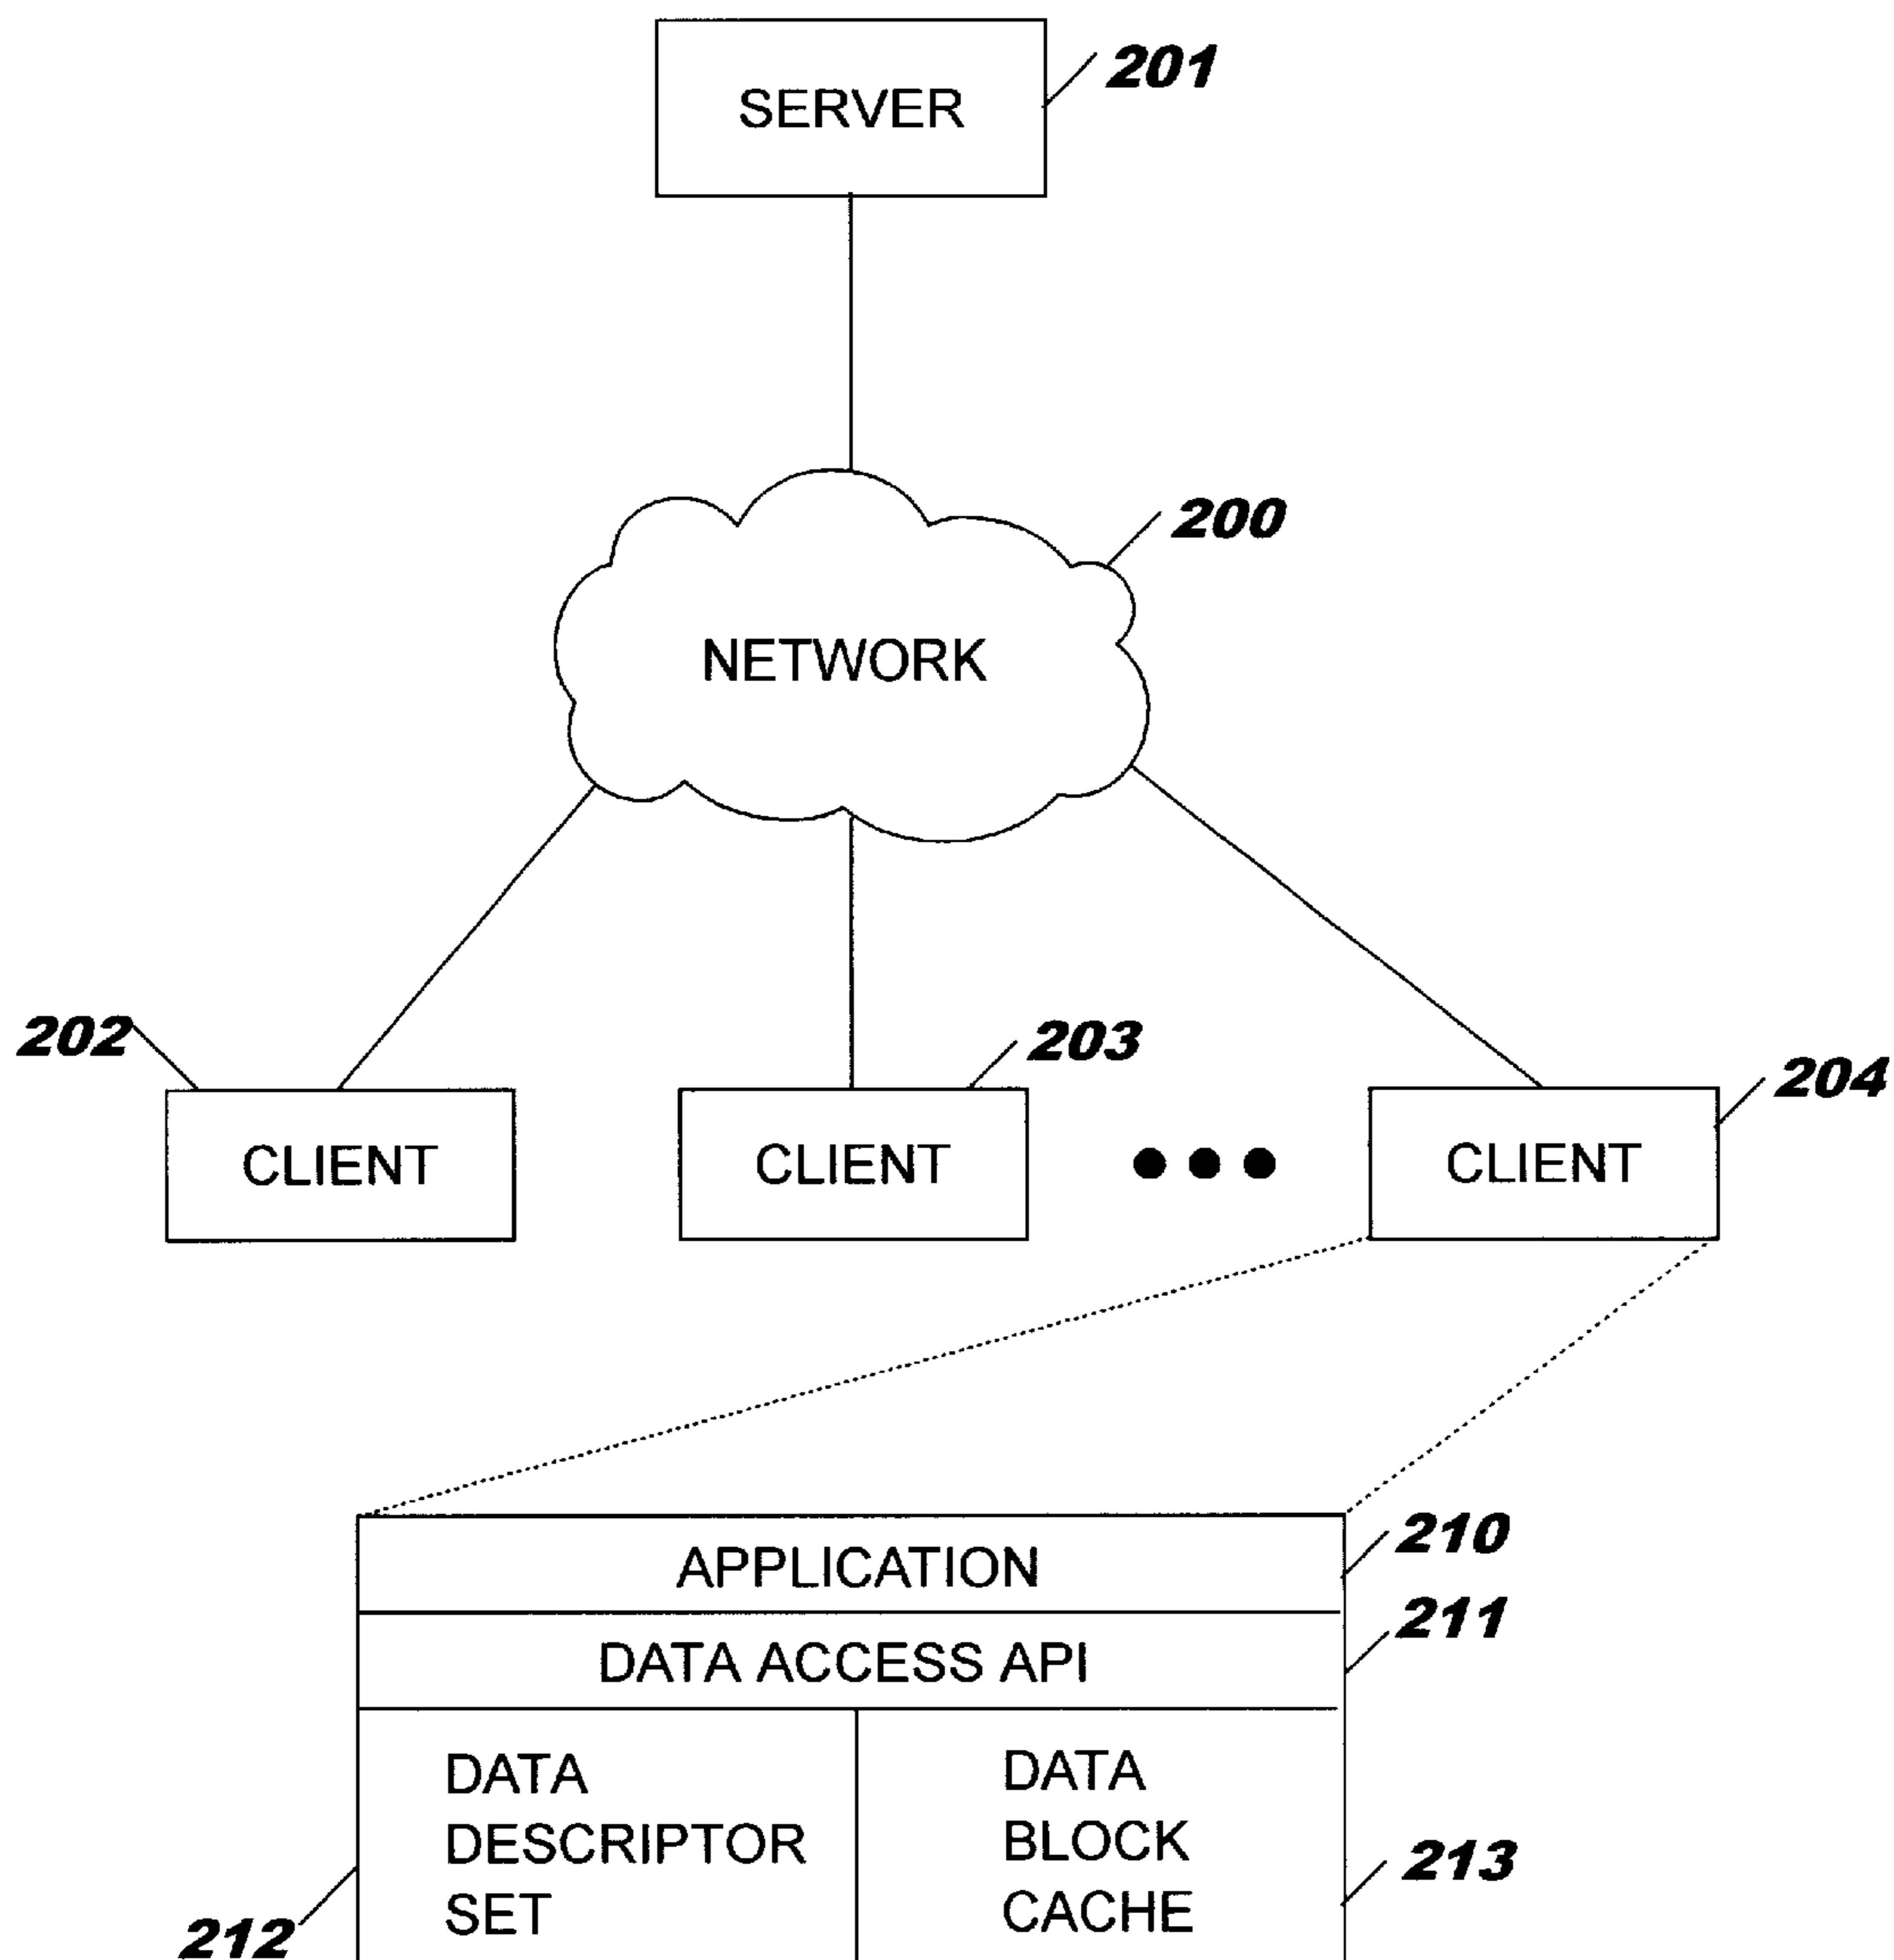 SERVER
201
NETWORK
200
202
203
204
CLIENT
CLIENT
CLIENT
APPLICATION
210
DATA ACCESS API
211
DATA
DESCRIPTOR
SET
212
DATA
BLOCK
CACHE
213